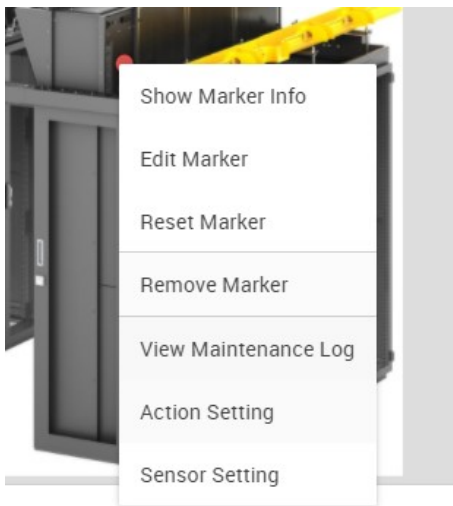 Show Marker Info
Edit Marker
Reset Marker
Remove Marker
View Maintenance Log
Action Setting
Sensor Setting